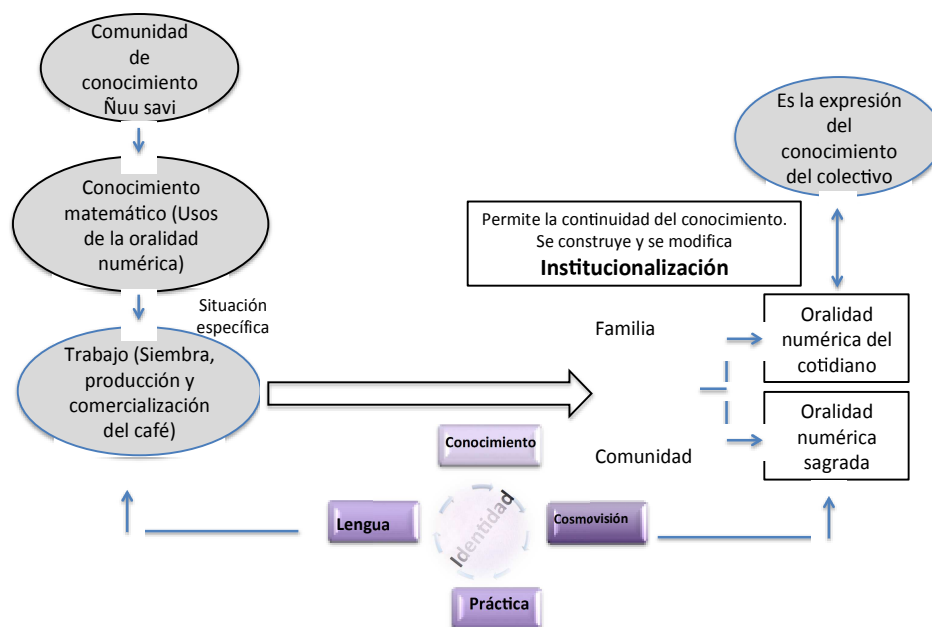 Comunidad
de
conocimiento
Ñuu savi
Conocimiento
matemático (Usos
de la oralidad
numérica)
Situación
específica
Trabajo (Siembra,
producción y
comercialización
del café)
Es la expresión
del
conocimiento
del colectivo
Permite la continuidad del conocimiento.
Se construye y se modifica
Institucionalización
Familia
Comunidad
Oralidad
numérica del
cotidiano
Oralidad
numérica
sagrada
Conocimiento
Lengua
Identidad
Cosmovisión
Práctica